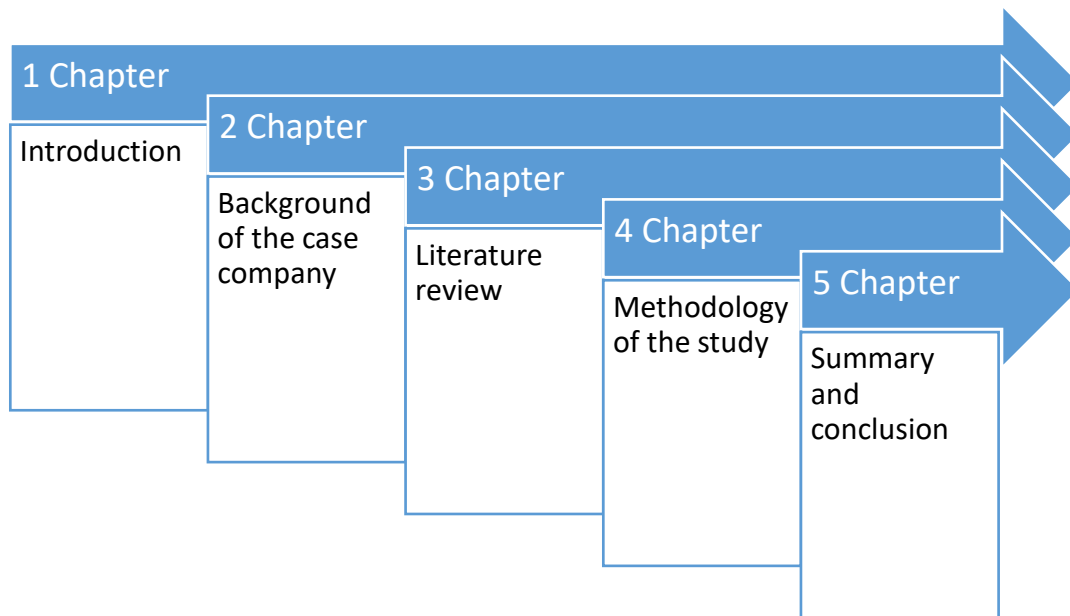 1 Chapter
Introduction
2 Chapter
Background
of the case
company
3 Chapter
Literature
review
4 Chapter
Methodology
of the study
5 Chapter
Summary
and
conclusion